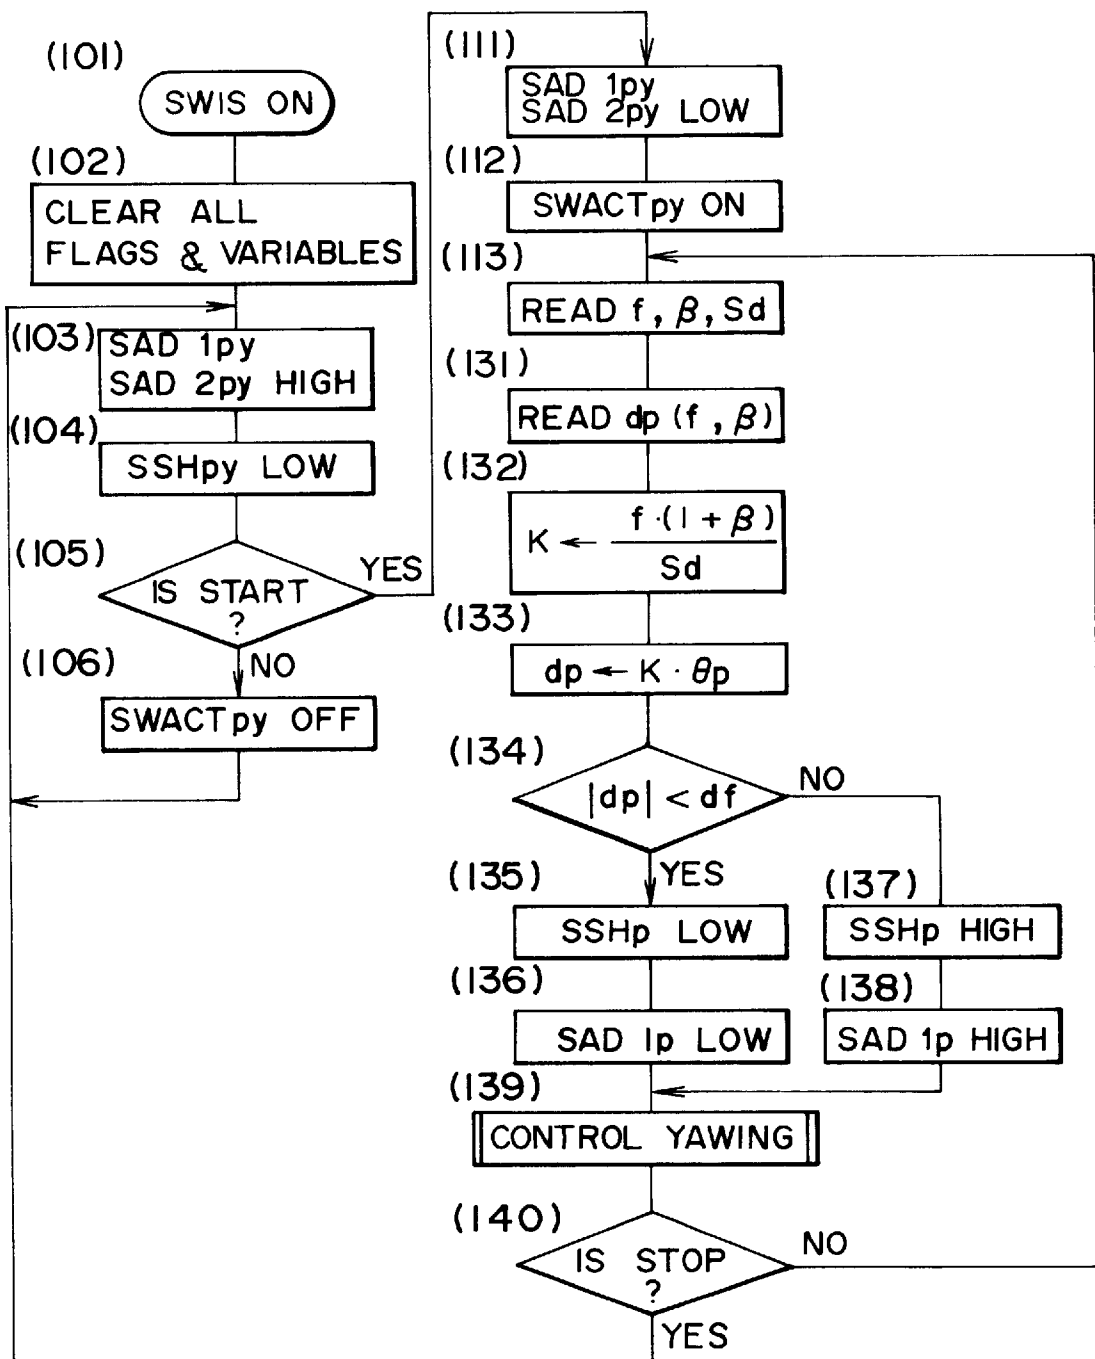 (101)
SWIS ON
(102)
CLEAR ALL
FLAGS & VARIABLES
(103)
SAD 1py
SAD 2py HIGH
(104)
SSHpy LOW
(105)
IS START
?
YES
NO
(106)
SWACTpy OFF
(111)
SAD 1py
SAD 2py LOW
(112)
SWACTpy ON
(113)
READ f, β, Sd
(131)
READ dp (f, β)
(132)
K ← f·(1 + β)
Sd
(133)
dp ← K · θp
(134)
|dp| < df
NO
YES
(135)
SSHp LOW
(136)
SAD 1p LOW
(137)
SSHp HIGH
(138)
SAD 1p HIGH
(139)
CONTROL YAWING
(140)
IS STOP
?
NO
YES